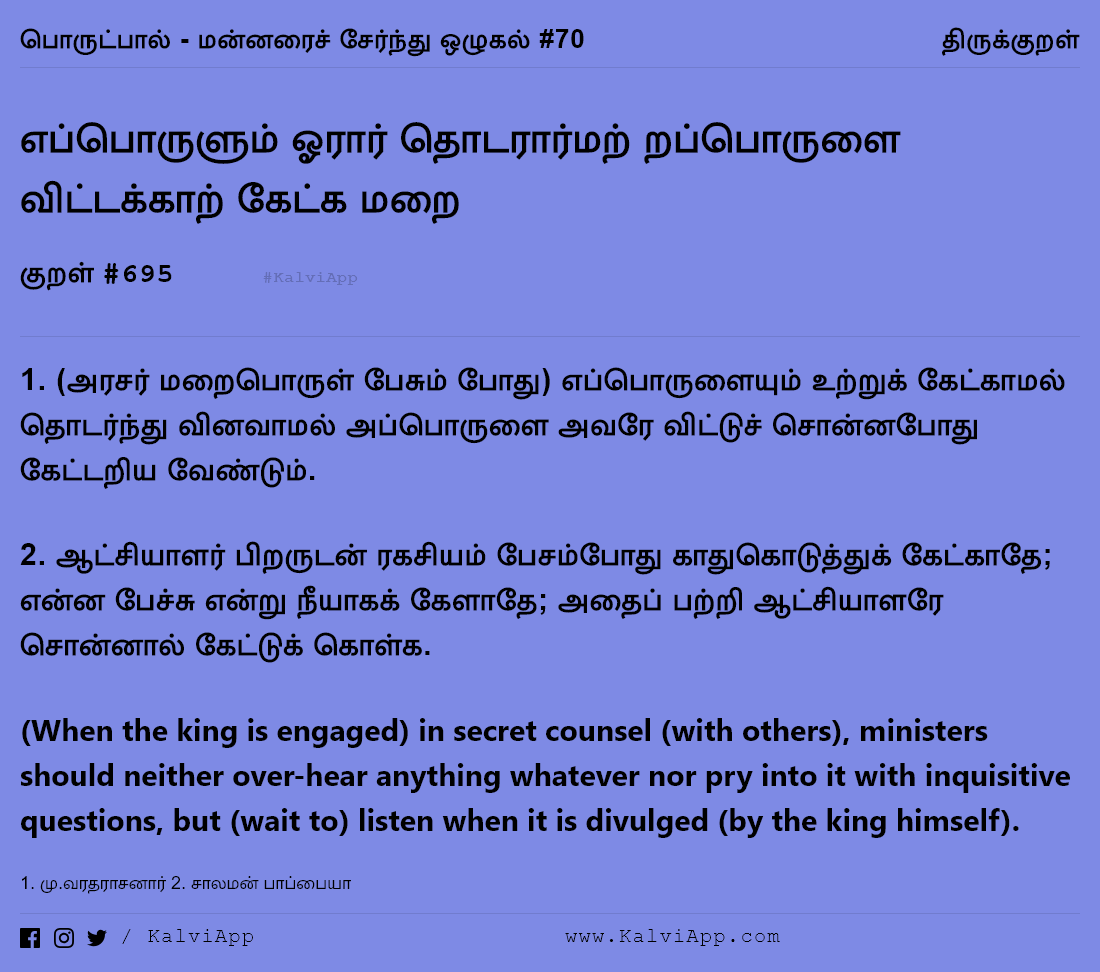 பொருட்பால் - மன்னரைச் சேர்ந்து ஒழுகல் #70 திருக்குறள்
எப்பொருளும் ஓரார் தொடரார்மற் றப்பொருளை
விட்டக்காற் கேட்க மறை
குறள் #695 #KalviApp
1. (அரசர் மறைபொருள் பேசும் போது) எப்பொருளையும் உற்றுக் கேட்காமல்
தொடர்ந்து வினவாமல் அப்பொருளை அவரே விட்டுச் சொன்னபோது
கேட்டறிய வேண்டும்.
2. ஆட்சியாளர் பிறருடன் ரகசியம் பேசம்போது காதுகொடுத்துக் கேட்காதே;
என்ன பேச்சு என்று நீயாகக் கேளாதே; அதைப் பற்றி ஆட்சியாளரே
சொன்னால் கேட்டுக் கொள்க.
(When the king is engaged) in secret counsel (with others), ministers
should neither over-hear anything whatever nor pry into it with inquisitive
questions, but (wait to) listen when it is divulged (by the king himself).
1. மு.வரதராசனார் 2. சாலமன் பாப்பையா
/ KalviApp www.KalviApp.com